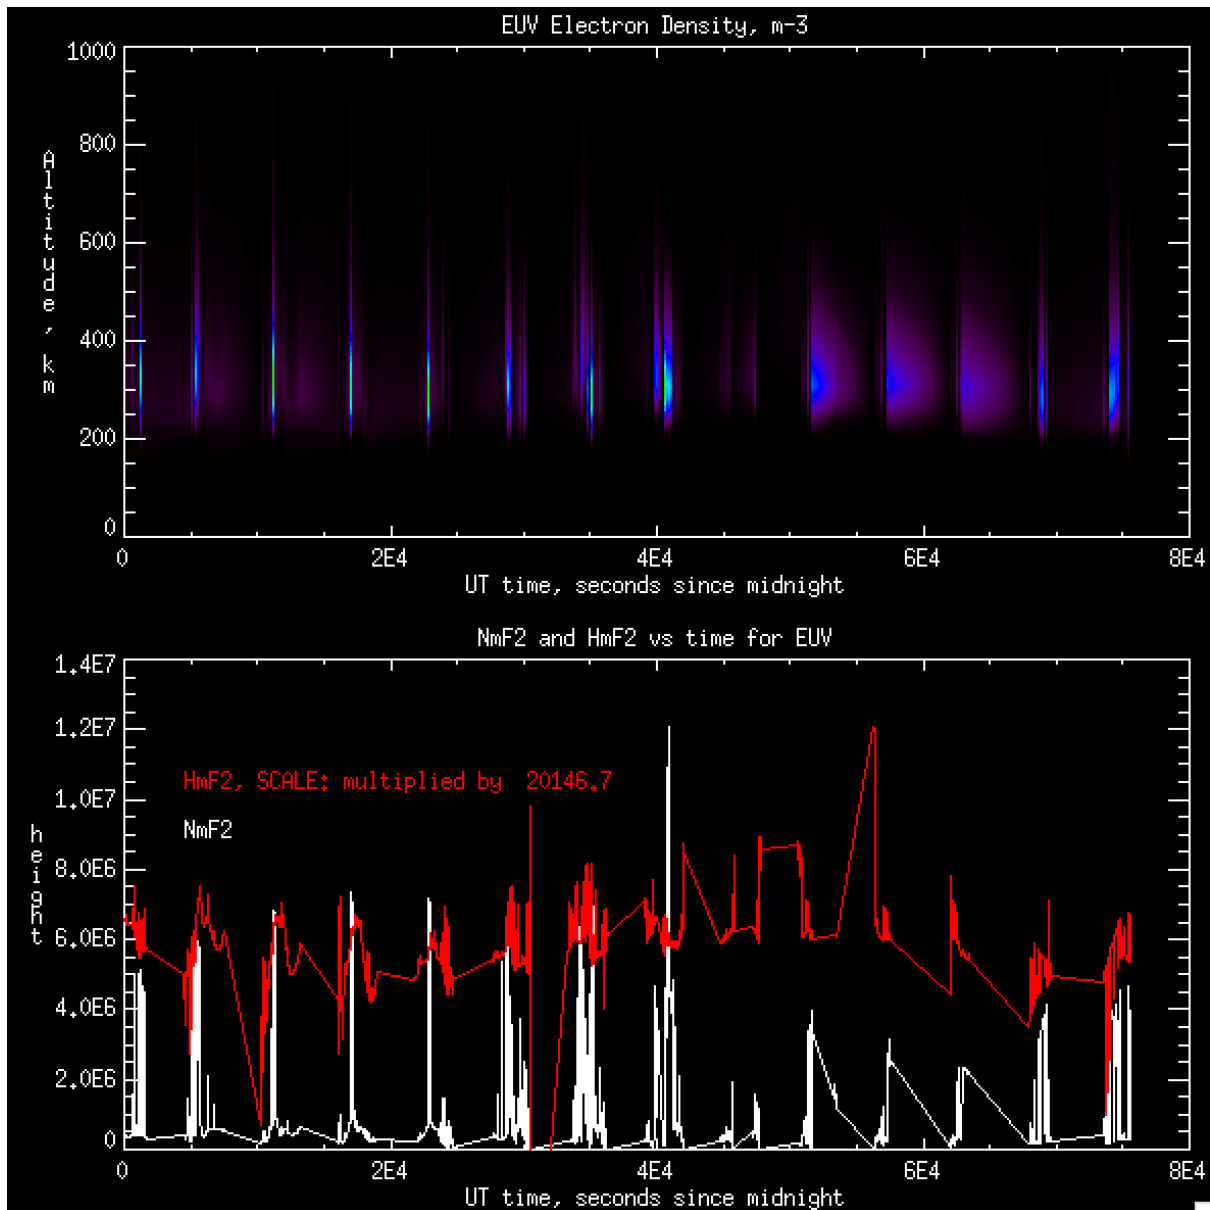 EUV Electron Density, m-3
1000
800
600
400
200
0
Altitude, km
0 2E4 4E4 6E4 8E4
UT time, seconds since midnight
NmF2 and HmF2 vs time for EUV
1.4E7
1.2E7
1.0E7
8.0E6
6.0E6
4.0E6
2.0E6
0
height
HmF2, SCALE: multiplied by 20146.7
NmF2
0 2E4 4E4 6E4 8E4
UT time, seconds since midnight